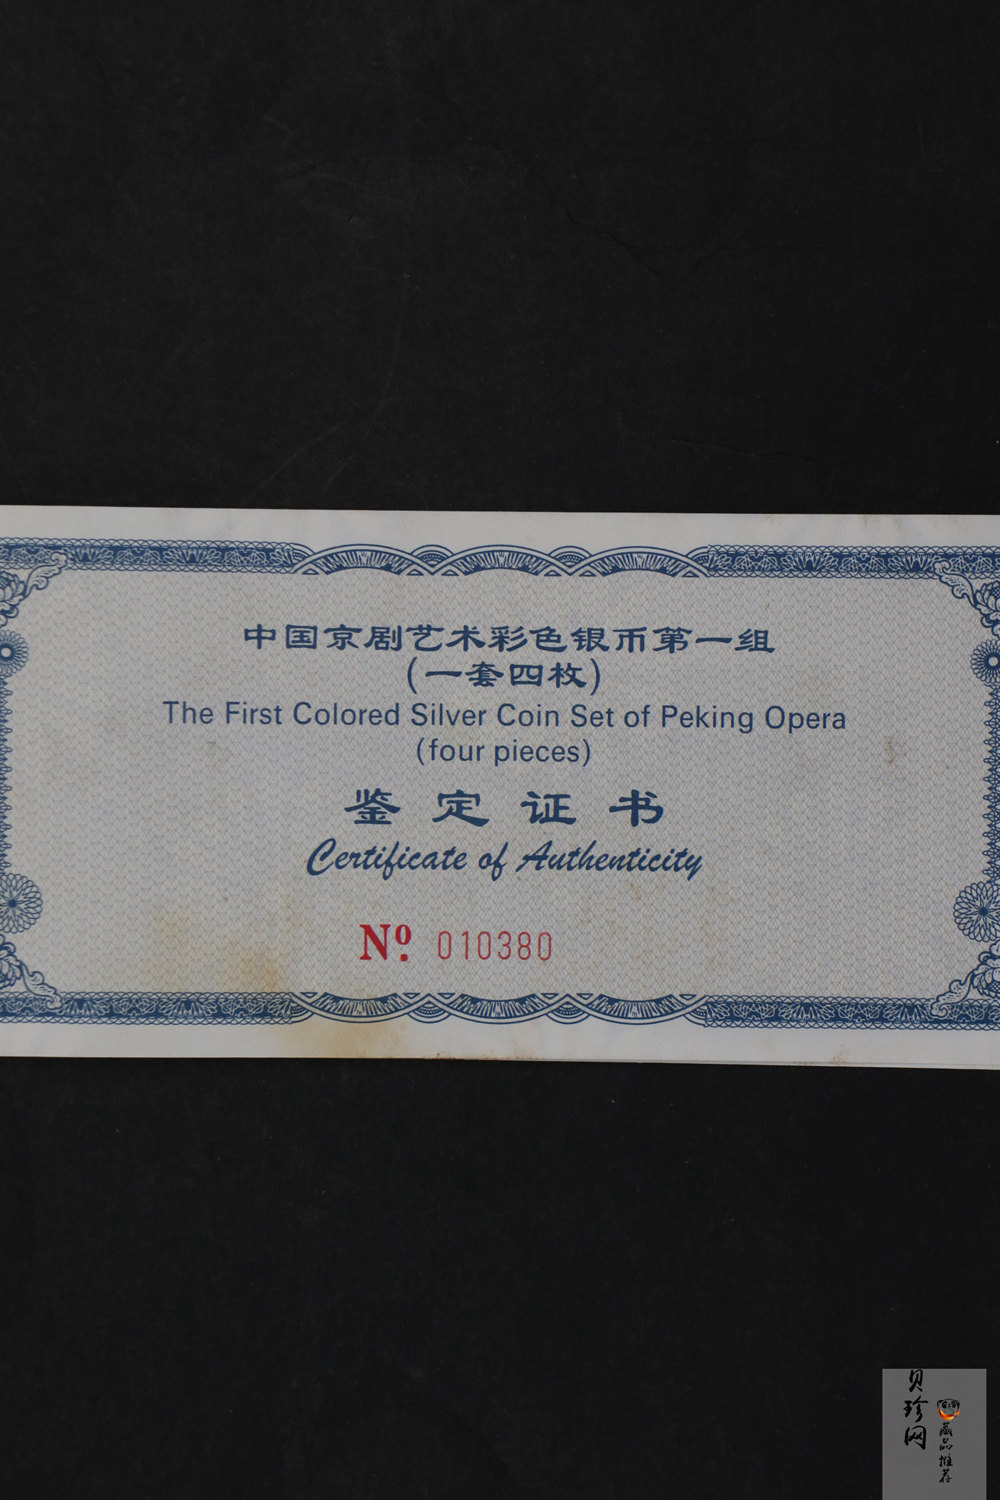 中国京剧艺术彩色银币第一组
(一套四枚)
The First Colored Silver Coin Set of Peking Opera
(four pieces)
鉴定证书
Certificate of Authenticity
Nº. 010380
贝珍网
藏品推荐